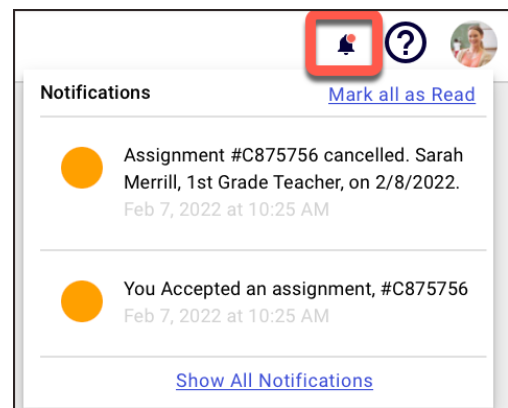 Notifications
Mark all as Read
Assignment #C875756 cancelled. Sarah
Merrill, 1st Grade Teacher, on 2/8/2022.
Feb 7, 2022 at 10:25 AM
You Accepted an assignment, #C875756
Feb 7, 2022 at 10:25 AM
Show All Notifications